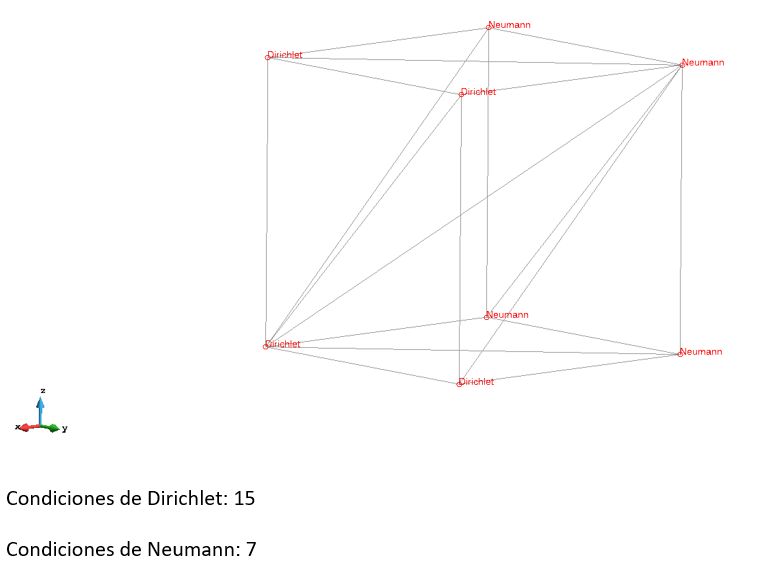 Neumann
Dirichlet
Neumann
Dirichlet
Neumann
Dirichlet
Neumann
Dirichlet
z
x
y
Condiciones de Dirichlet: 15
Condiciones de Neumann: 7